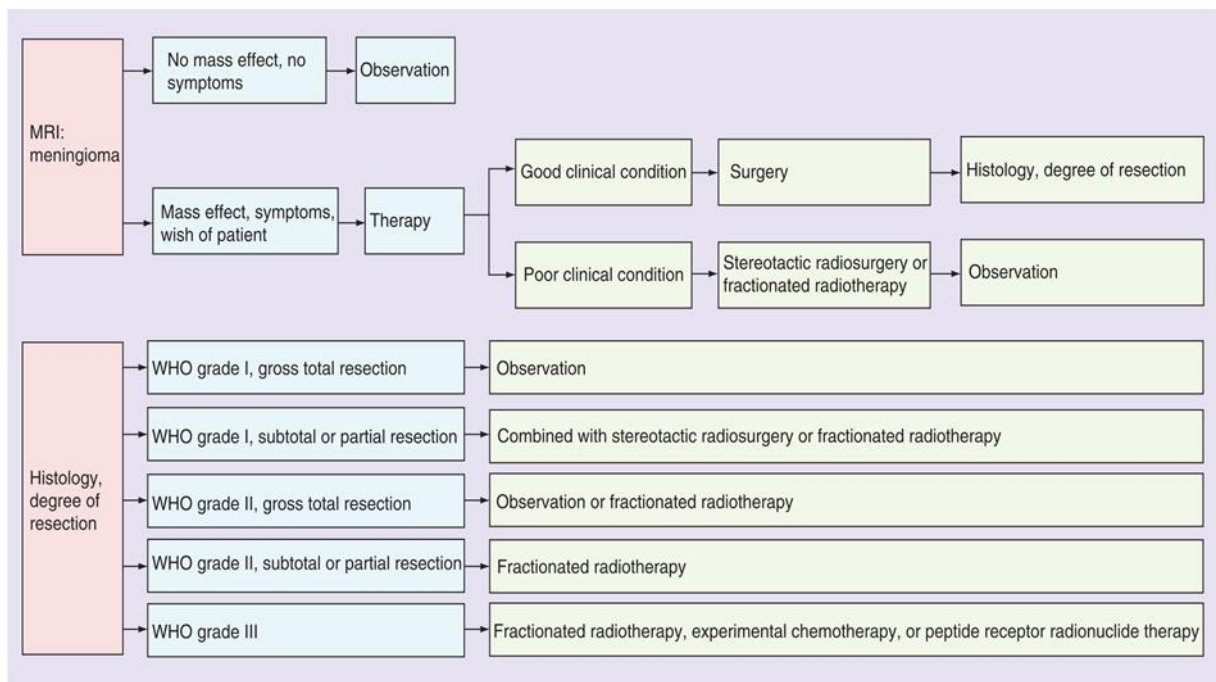 No mass effect, no
symptoms
Observation
MRI:
meningioma
Mass effect, symptoms,
wish of patient
Therapy
Good clinical condition
Surgery
Histology, degree of resection
Poor clinical condition
Stereotactic radiosurgery or
fractionated radiotherapy
Observation
Histology,
degree of
resection
WHO grade I, gross total resection
Observation
WHO grade I, subtotal or partial resection
Combined with stereotactic radiosurgery or fractionated radiotherapy
WHO grade II, gross total resection
Observation or fractionated radiotherapy
WHO grade II, subtotal or partial resection
Fractionated radiotherapy
WHO grade III
Fractionated radiotherapy, experimental chemotherapy, or peptide receptor radionuclide therapy